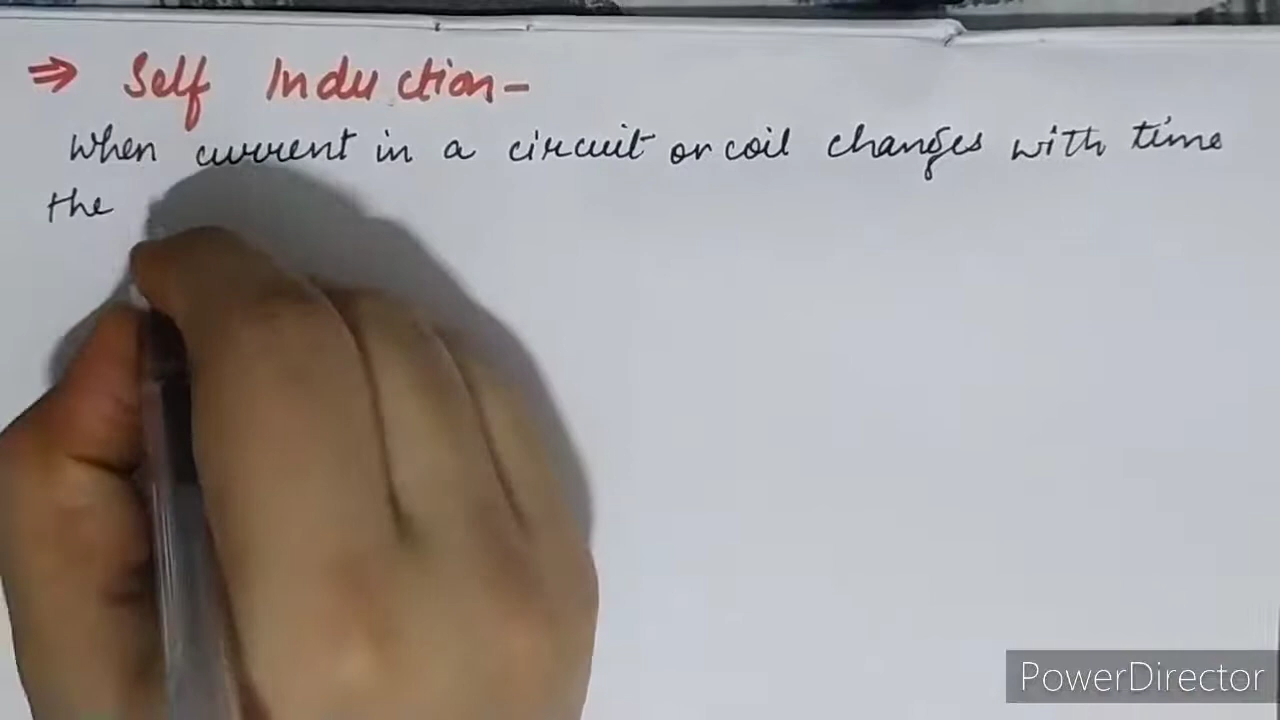 ⇒ Self Induction-
When current in a circuit or coil changes with time
the
PowerDirector